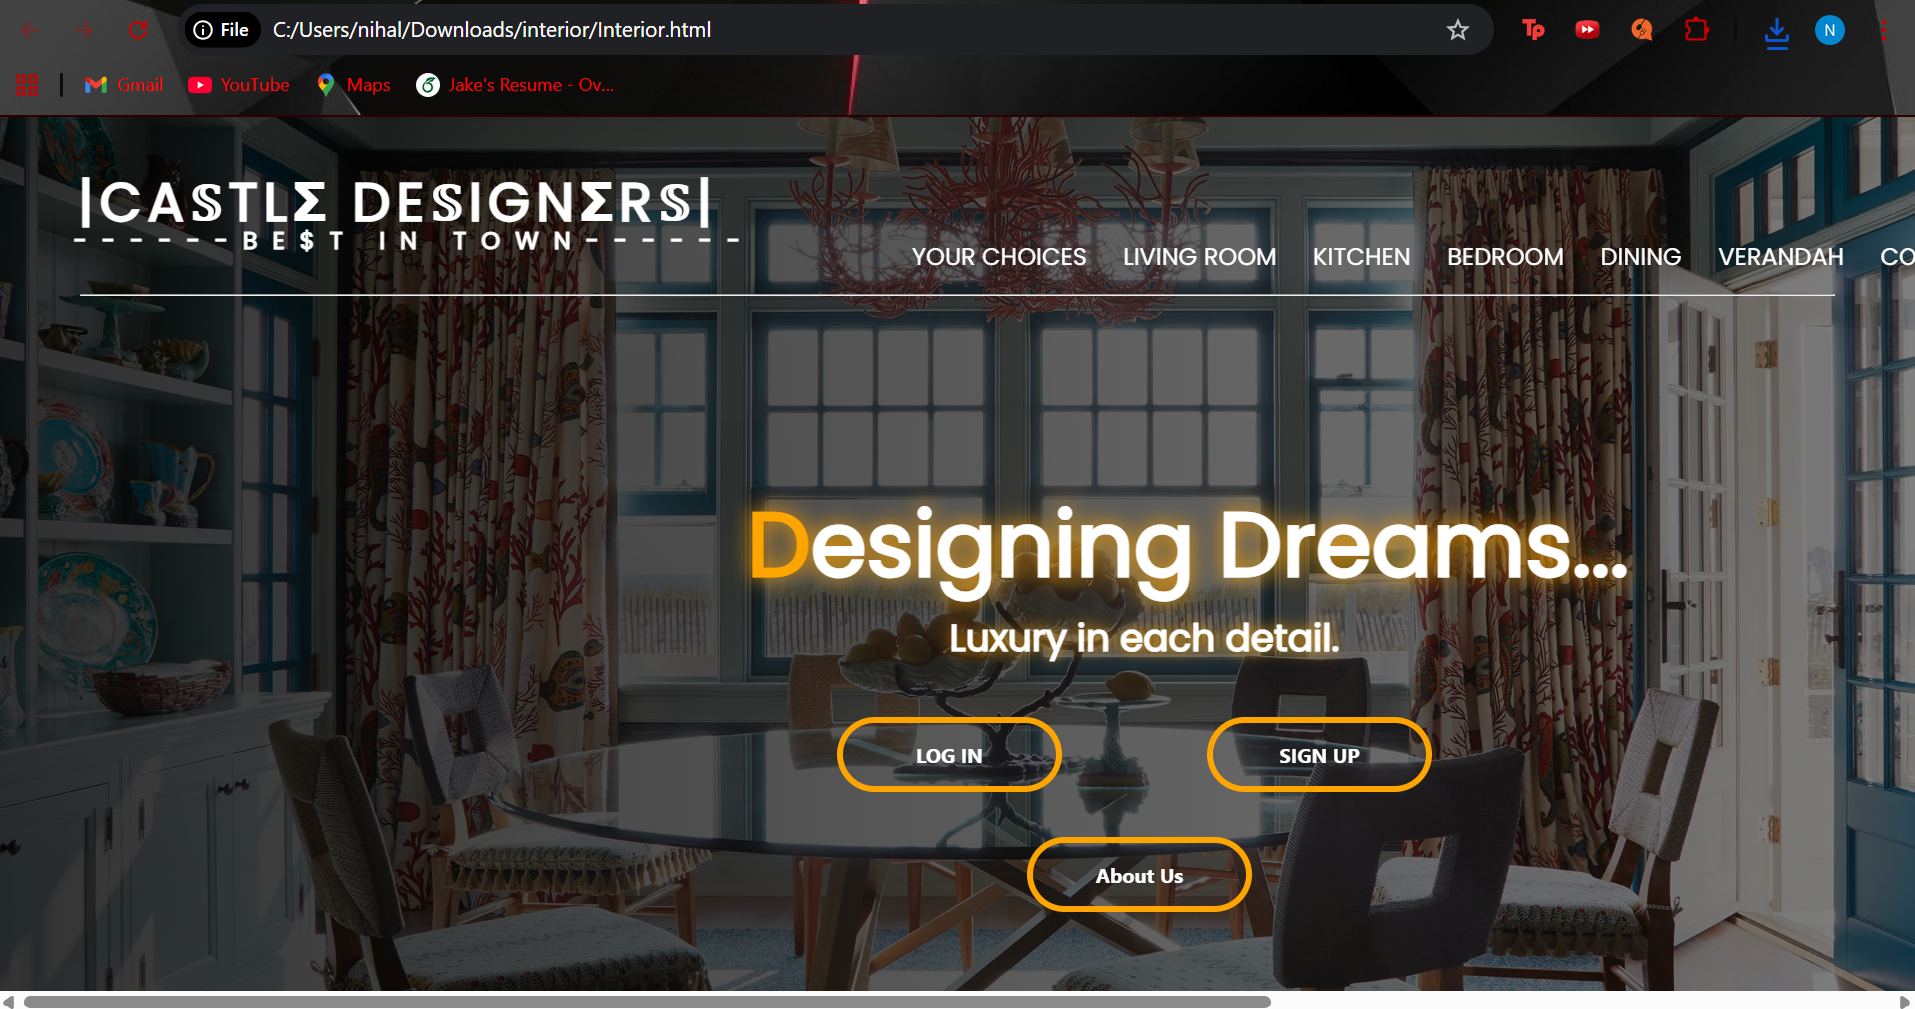 File C:/Users/nihal/Downloads/interior/Interior.html
Tp
N
Gmail YouTube Maps Jake's Resume - Ov...
|CA𝕊TLΣ DE𝕊IGNΣR𝕊|
- - - - - - BE$T IN TOWN - - - - - -
YOUR CHOICES LIVING ROOM KITCHEN BEDROOM DINING VERANDAH CO
Designing Dreams...
Luxury in each detail.
LOG IN SIGN UP
About Us